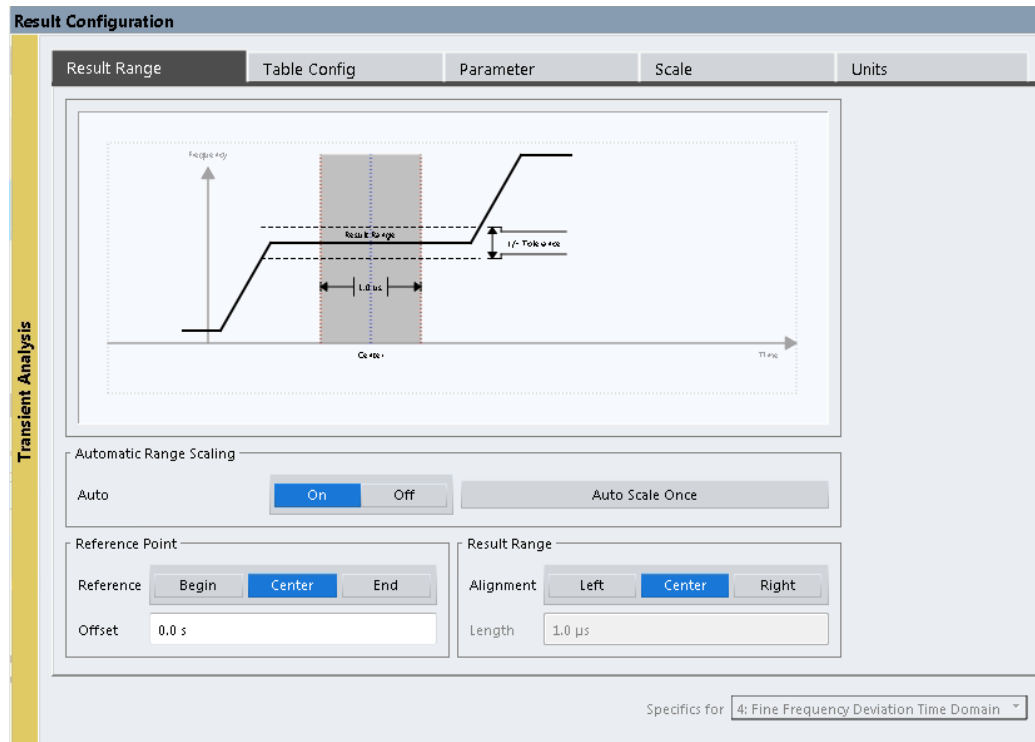 Result Configuration
Transient Analysis
Result Range Table Config Parameter Scale Units
Frequency
Result Range
+/- Tolerance
1.0 us
Center
Time
Automatic Range Scaling
Auto On Off Auto Scale Once
Reference Point Result Range
Reference Begin Center End Alignment Left Center Right
Offset 0.0 s Length 1.0 µs
Specifics for 4: Fine Frequency Deviation Time Domain